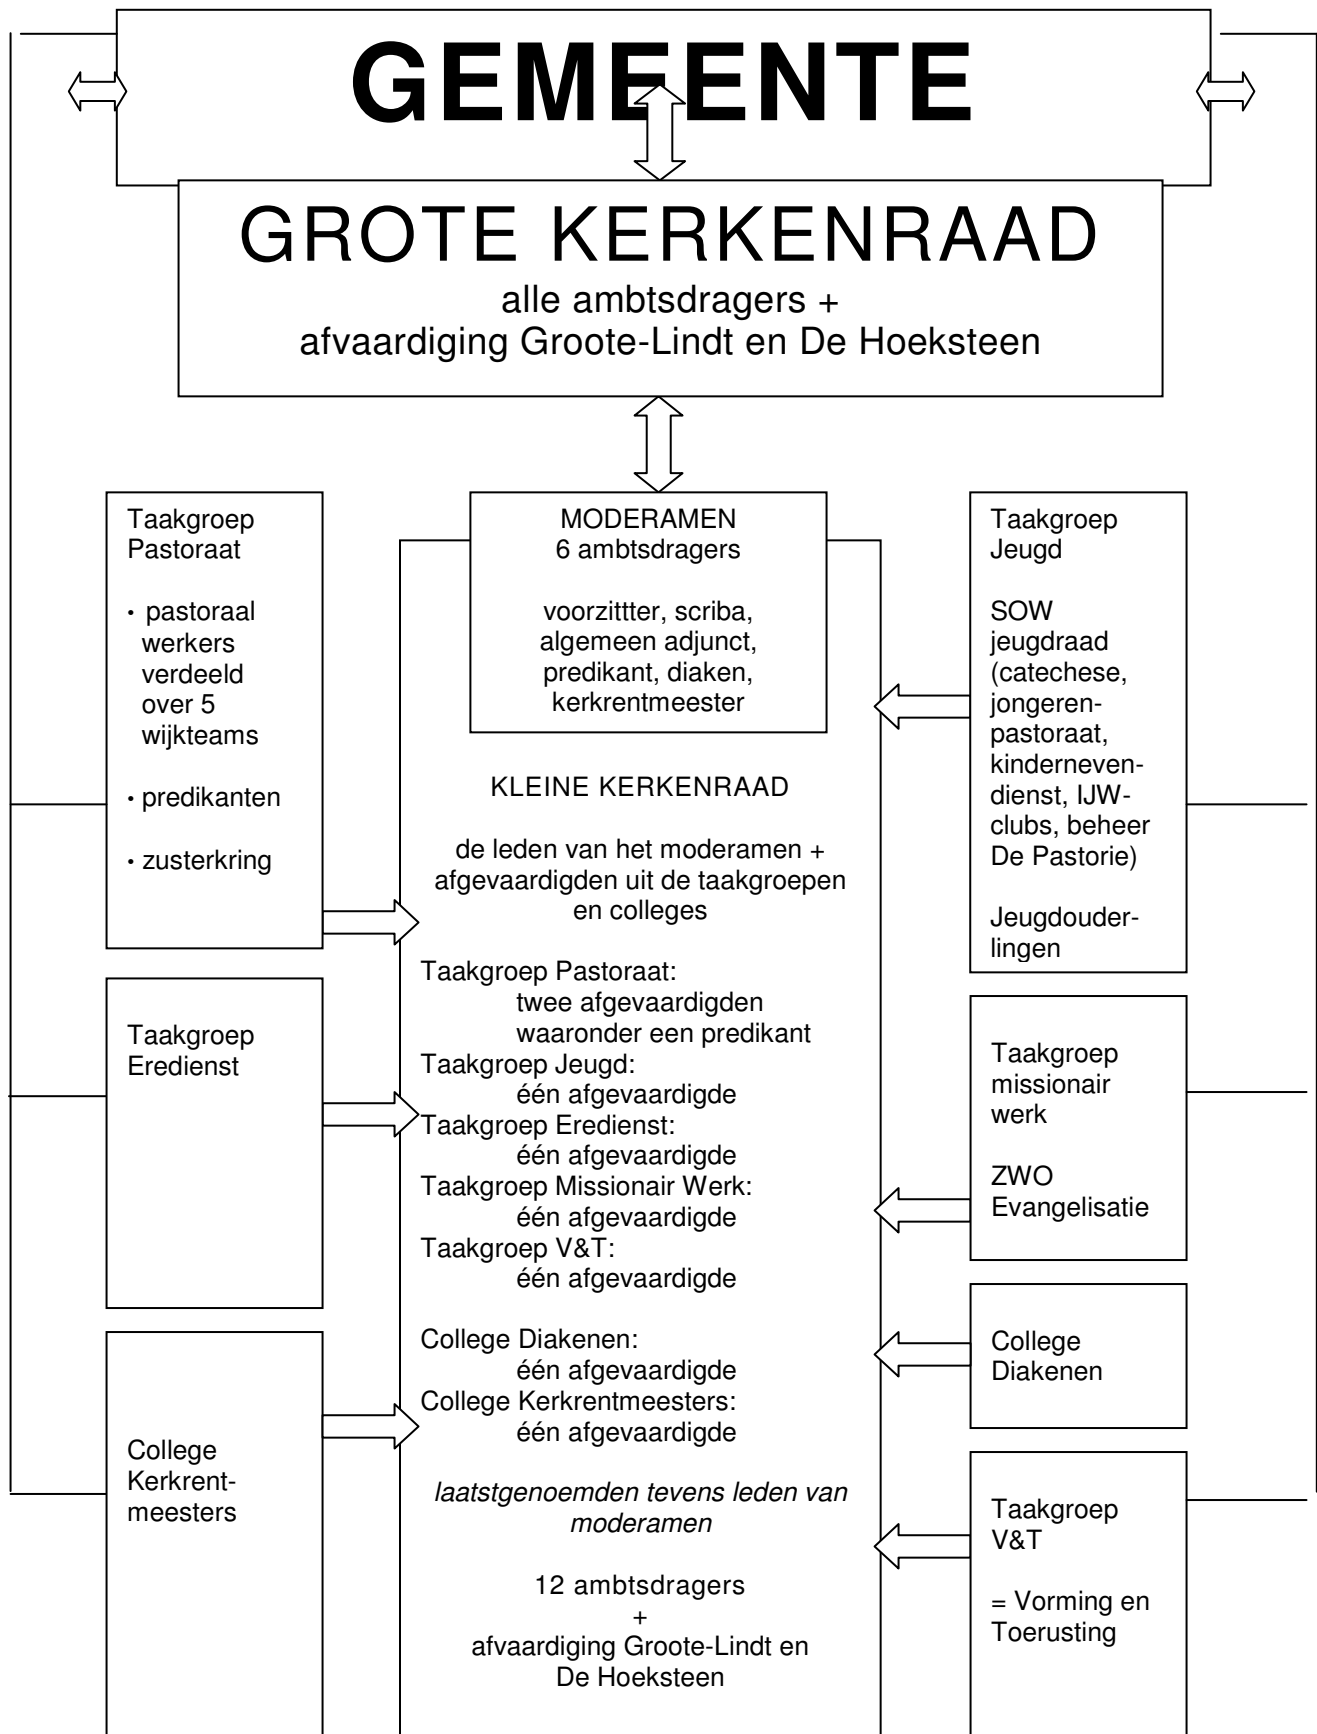 GEMEENTE
GROTE KERKENRAAD
alle ambtsdragers +
afvaardiging Groote-Lindt en De Hoeksteen
Taakgroep
Pastoraat
• pastoraal
werkers
verdeeld
over 5
wijkteams
• predikanten
• zusterkring
Taakgroep
Eredienst
College
Kerkrent-
meesters
MODERAMEN
6 ambtsdragers
voorzittter, scriba,
algemeen adjunct,
predikant, diaken,
kerkrentmeester
KLEINE KERKENRAAD
de leden van het moderamen +
afgevaardigden uit de taakgroepen
en colleges
Taakgroep Pastoraat:
twee afgevaardigden
waaronder een predikant
Taakgroep Jeugd:
één afgevaardigde
Taakgroep Eredienst:
één afgevaardigde
Taakgroep Missionair Werk:
één afgevaardigde
Taakgroep V&T:
één afgevaardigde
College Diakenen:
één afgevaardigde
College Kerkrentmeesters:
één afgevaardigde
laatstgenoemden tevens leden van
moderamen
12 ambtsdragers
+
afvaardiging Groote-Lindt en
De Hoeksteen
Taakgroep
Jeugd
SOW
jeugdraad
(catechese,
jongeren-
pastoraat,
kinderneven-
dienst, IJW-
clubs, beheer
De Pastorie)
Jeugdouder-
lingen
Taakgroep
missionair
werk
ZWO
Evangelisatie
College
Diakenen
Taakgroep
V&T
= Vorming en
Toerusting